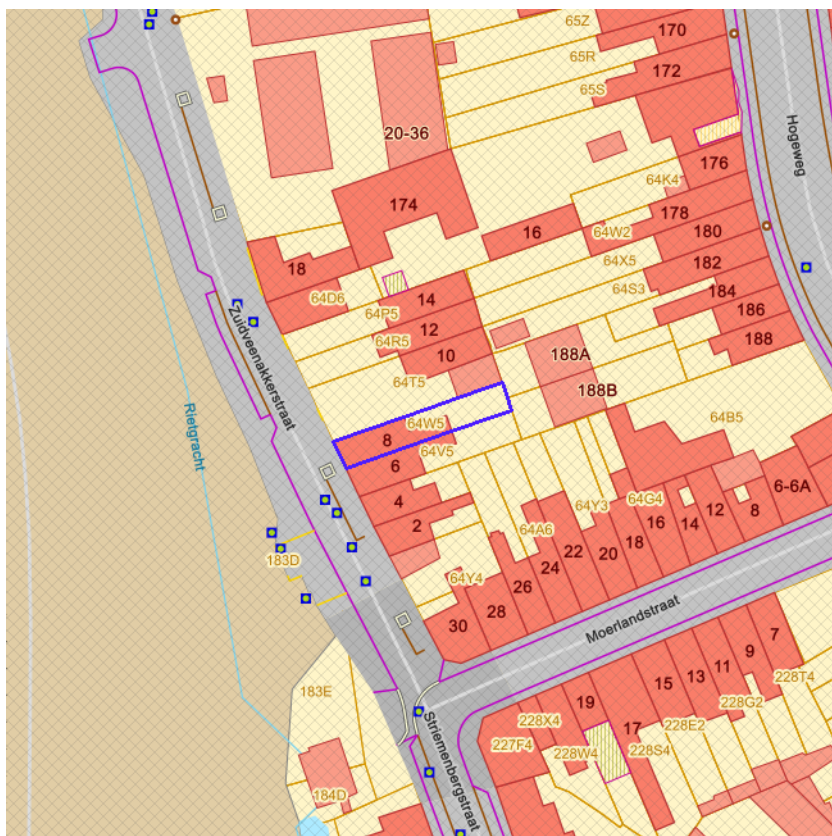 65Z
170
65R
172
65S
20-36
Hogeweg
176
64K4
174
178
16
64W2
180
64X5
18
182
64S3
64D6
14
184
64P5
186
12
Zuidveenakkerstraat
64R5
188
10
188A
64T5
188B
Rietgracht
64W5
64B5
8
64V5
6
64G4
6-6A
4
64Y3
16
12
8
14
2
64A6
22
18
20
24
183D
64Y4
26
28
30
Moerlandstraat
7
9
11
13
15
228T4
183E
19
228G2
228X4
17
228E2
Striemenbergstraat
227F4
228W4
228S4
184D